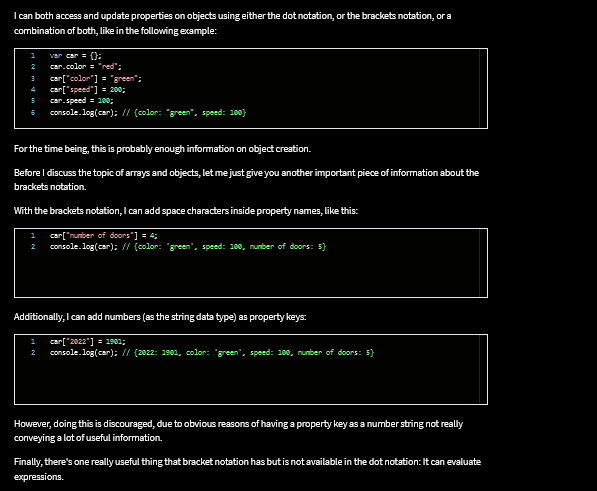 I can both access and update properties on objects using either the dot notation, or the brackets notation, or a
combination of both, like in the following example:
1 var car = {};
2 car.color = "red";
3 car["color"] = "green";
4 car["speed"] = 200;
5 car.speed = 100;
6 console.log(car); // {color: "green", speed: 100}
For the time being, this is probably enough information on object creation.
Before I discuss the topic of arrays and objects, let me just give you another important piece of information about the
brackets notation.
With the brackets notation, I can add space characters inside property names, like this:
1 car["number of doors"] = 4;
2 console.log(car); // {color: 'green', speed: 100, number of doors: 5}
Additionally, I can add numbers (as the string data type) as property keys:
1 car["2022"] = 1901;
2 console.log(car); // {2022: 1901, color: 'green', speed: 100, number of doors: 5}
However, doing this is discouraged, due to obvious reasons of having a property key as a number string not really
conveying a lot of useful information.
Finally, there's one really useful thing that bracket notation has but is not available in the dot notation: It can evaluate
expressions.